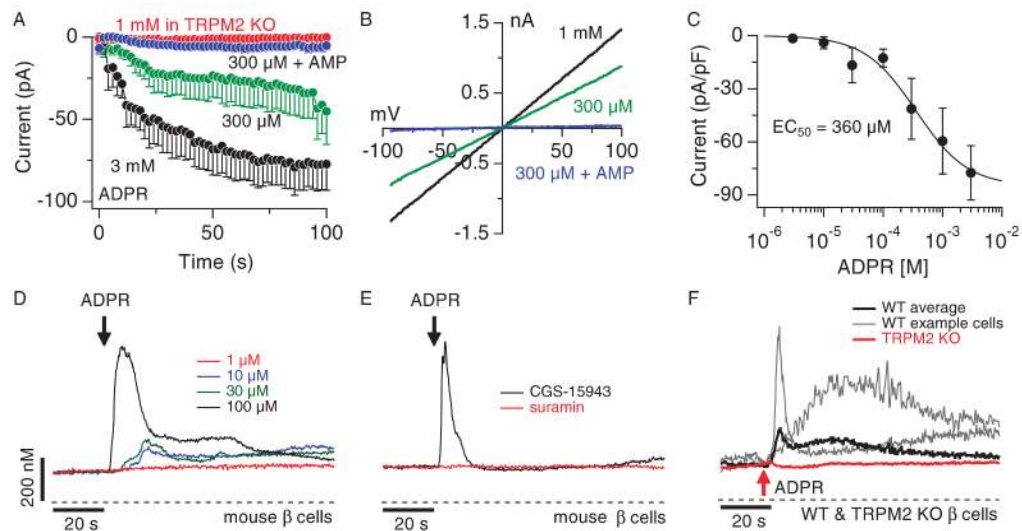 A
1 mM in TRPM2 KO
300 µM + AMP
300 µM
3 mM
ADPR
0
-25
-50
-75
-100
Current (pA)
0
50
100
Time (s)
B
nA
1.5
1 mM
0.5
300 µM
mV
-100
-50
50
100
-0.5
300 µM + AMP
-1.5
C
0
-30
-60
-90
Current (pA/pF)
EC50 = 360 µM
10-6
10-5
10-4
10-3
10-2
ADPR [M]
D
ADPR
1 µM
10 µM
30 µM
100 µM
200 nM
20 s
mouse β cells
E
ADPR
CGS-15943
suramin
20 s
mouse β cells
F
WT average
WT example cells
TRPM2 KO
ADPR
20 s
WT & TRPM2 KO β cells